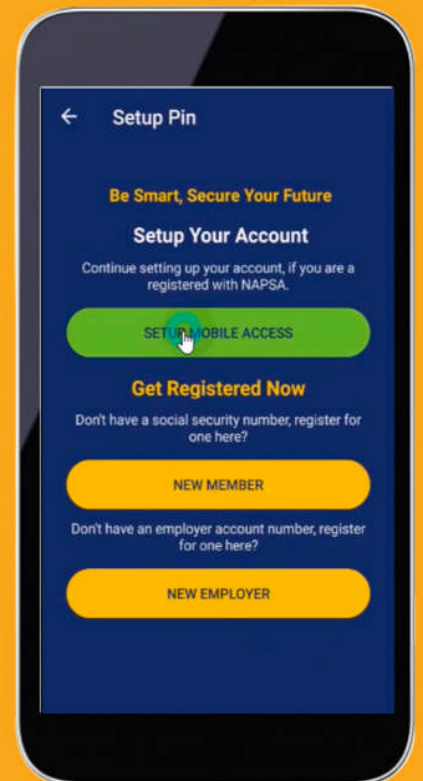 Setup Pin
Be Smart, Secure Your Future
Setup Your Account
Continue setting up your account, if you are a
registered with NAPSA.
SETUP MOBILE ACCESS
Get Registered Now
Don't have a social security number, register for
one here?
NEW MEMBER
Don't have an employer account number, register
for one here?
NEW EMPLOYER